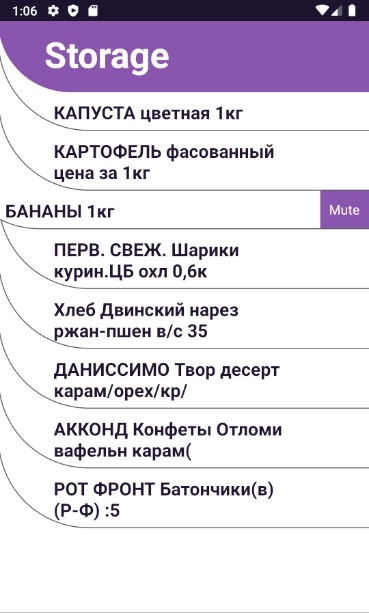 1:06
Storage
КАПУСТА цветная 1кг
КАРТОФЕЛЬ фасованный
цена за 1кг
БАНАНЫ 1кг
Mute
ПЕРВ. СВЕЖ. Шарики
курин.ЦБ охл 0,6к
Хлеб Двинский нарез
ржан-пшен в/с 35
ДАНИССИМО Твор десерт
карам/орех/кр/
АККОНД Конфеты Отломи
вафельн карам(
РОТ ФРОНТ Батончики(в)
(Р-Ф) :5